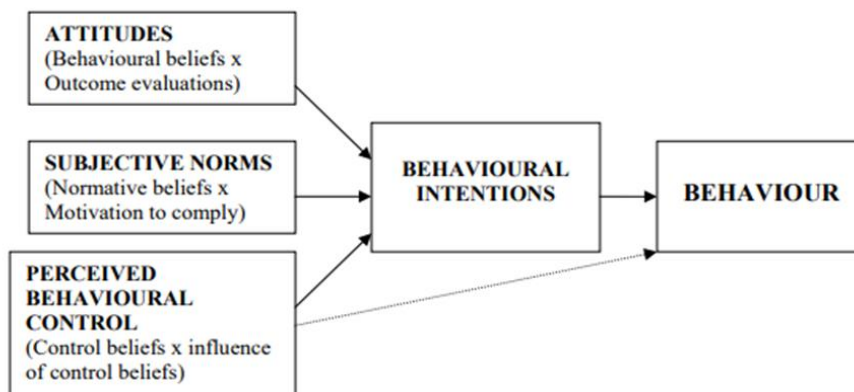 ATTITUDES
(Behavioural beliefs x
Outcome evaluations)
SUBJECTIVE NORMS
(Normative beliefs x
Motivation to comply)
PERCEIVED
BEHAVIOURAL
CONTROL
(Control beliefs x influence
of control beliefs)
BEHAVIOURAL
INTENTIONS
BEHAVIOUR